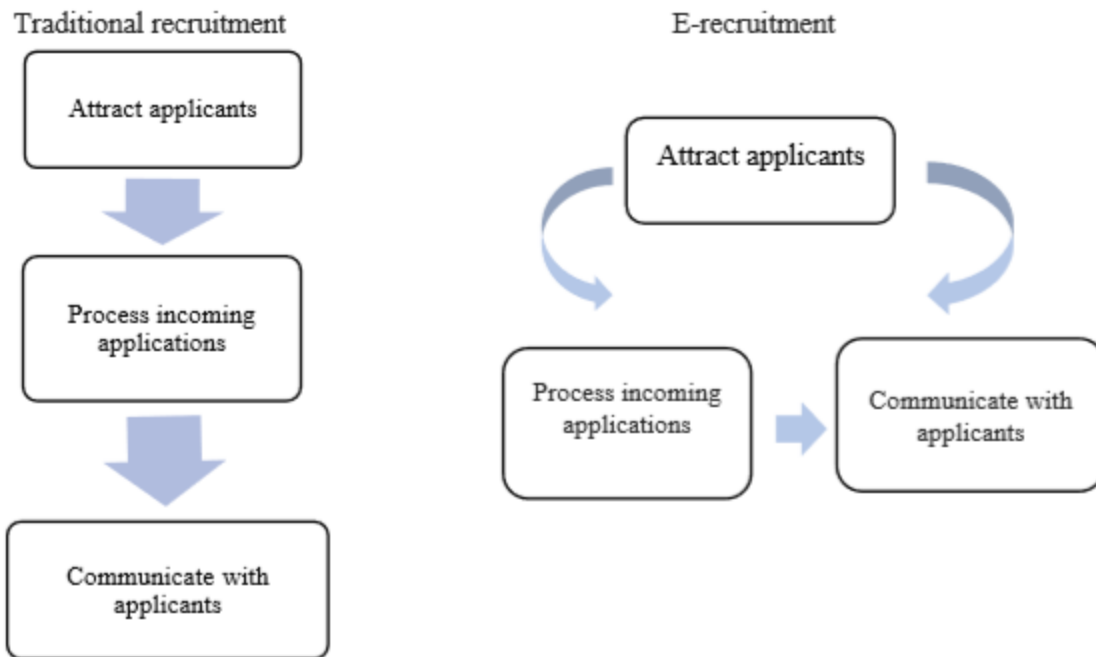 Traditional recruitment
Attract applicants
Process incoming
applications
Communicate with
applicants
E-recruitment
Attract applicants
Process incoming
applications
Communicate with
applicants